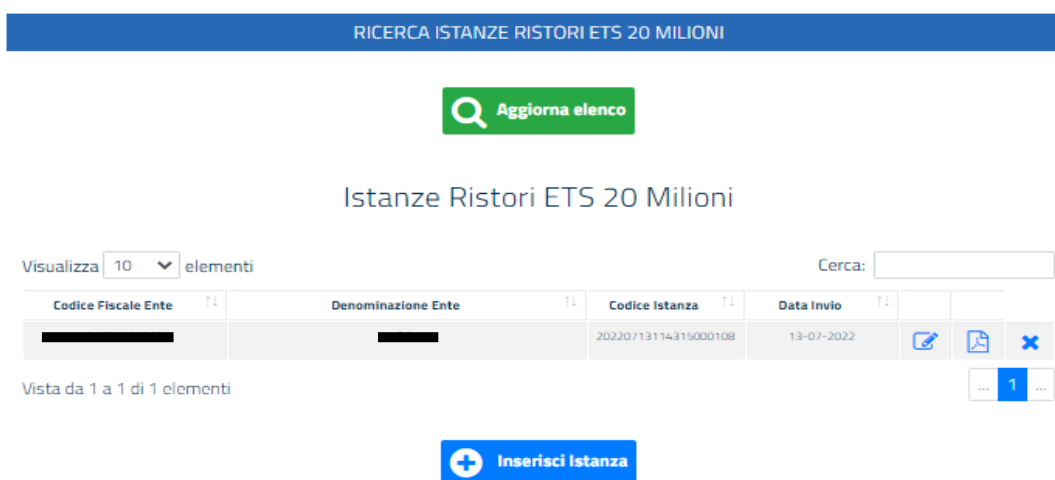 RICERCA ISTANZE RISTORI ETS 20 MILIONI
Aggiorna elenco
Istanze Ristori ETS 20 Milioni
Visualizza 10 elementi Cerca:
Codice Fiscale Ente Denominazione Ente Codice Istanza Data Invio
20220713114315000108 13-07-2022
Vista da 1 a 1 di 1 elementi ... 1 ...
Inserisci Istanza